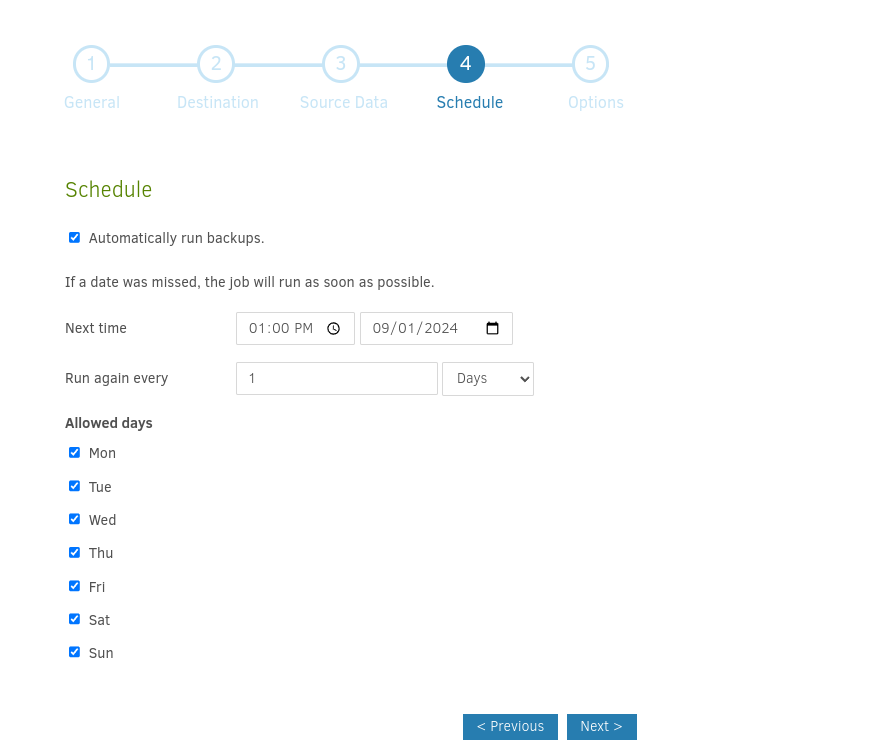 1 2 3 4 5
General Destination Source Data Schedule Options
Schedule
Automatically run backups.
If a date was missed, the job will run as soon as possible.
Next time 01:00 PM 09/01/2024
Run again every 1 Days
Allowed days
Mon
Tue
Wed
Thu
Fri
Sat
Sun
< Previous Next >